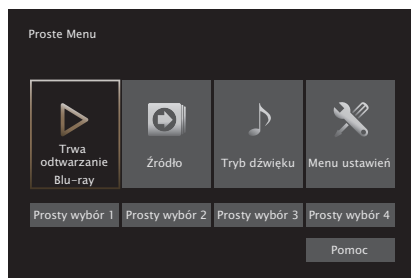 Proste Menu
Trwa
odtwarzanie
Blu-ray
Źródło
Tryb dźwięku
Menu ustawień
Prosty wybór 1
Prosty wybór 2
Prosty wybór 3
Prosty wybór 4
Pomoc